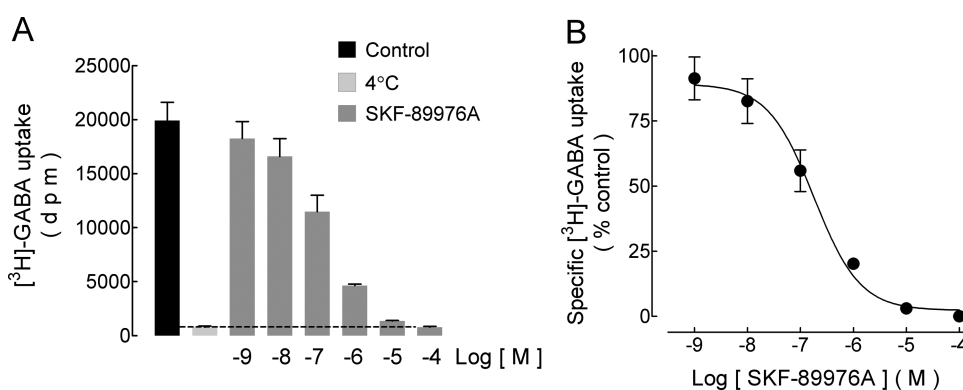 A
Control
4°C
SKF-89976A
[³H]-GABA uptake
( d p m )
25000
20000
15000
10000
5000
0
-9 -8 -7 -6 -5 -4 Log [ M ]
B
Specific [³H]-GABA uptake
( % control )
100
75
50
25
0
-9 -8 -7 -6 -5 -4
Log [ SKF-89976A ] ( M )